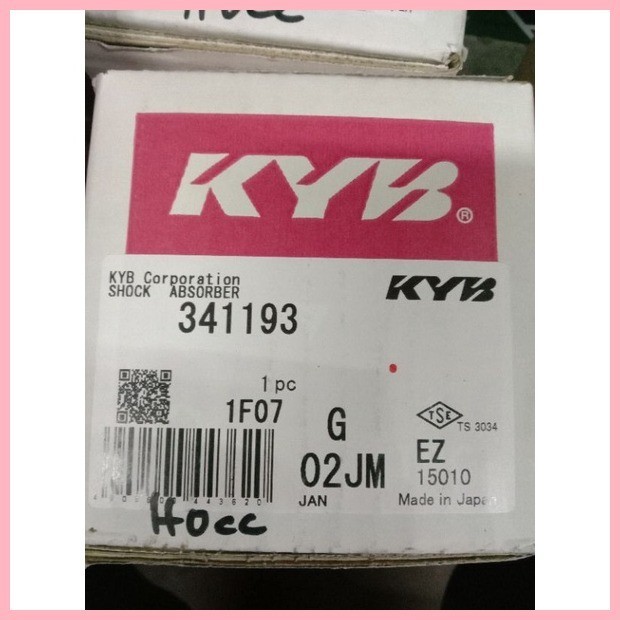 Hocc
KYB®
KYB Corporation
SHOCK ABSORBER
KYB
341193
1 pc
1F07
G
TSE
TS 3034
02JM
EZ
15010
JAN
Made in Japan
Hocc